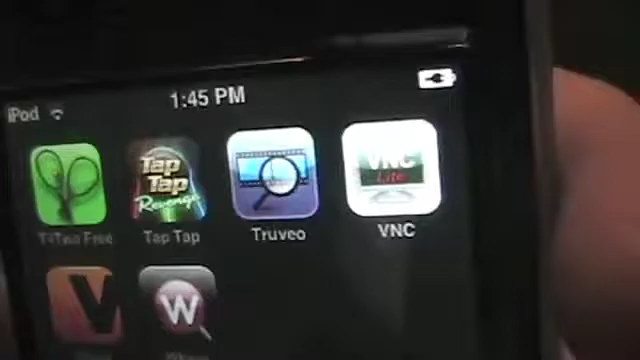 iPod 1:45 PM
Tap
Tap
Revenge
VNC
Lite
Tap Tap
Truveo
VNC
V
W